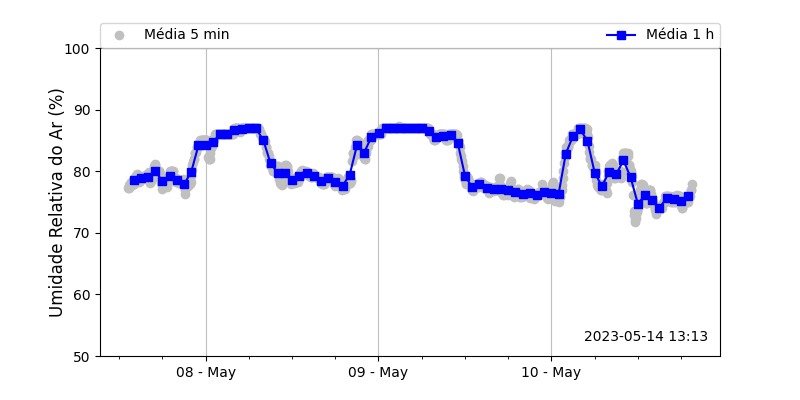 Média 5 min
Média 1 h
100
90
80
70
60
50
Umidade Relativa do Ar (%)
2023-05-14 13:13
08 - May
09 - May
10 - May